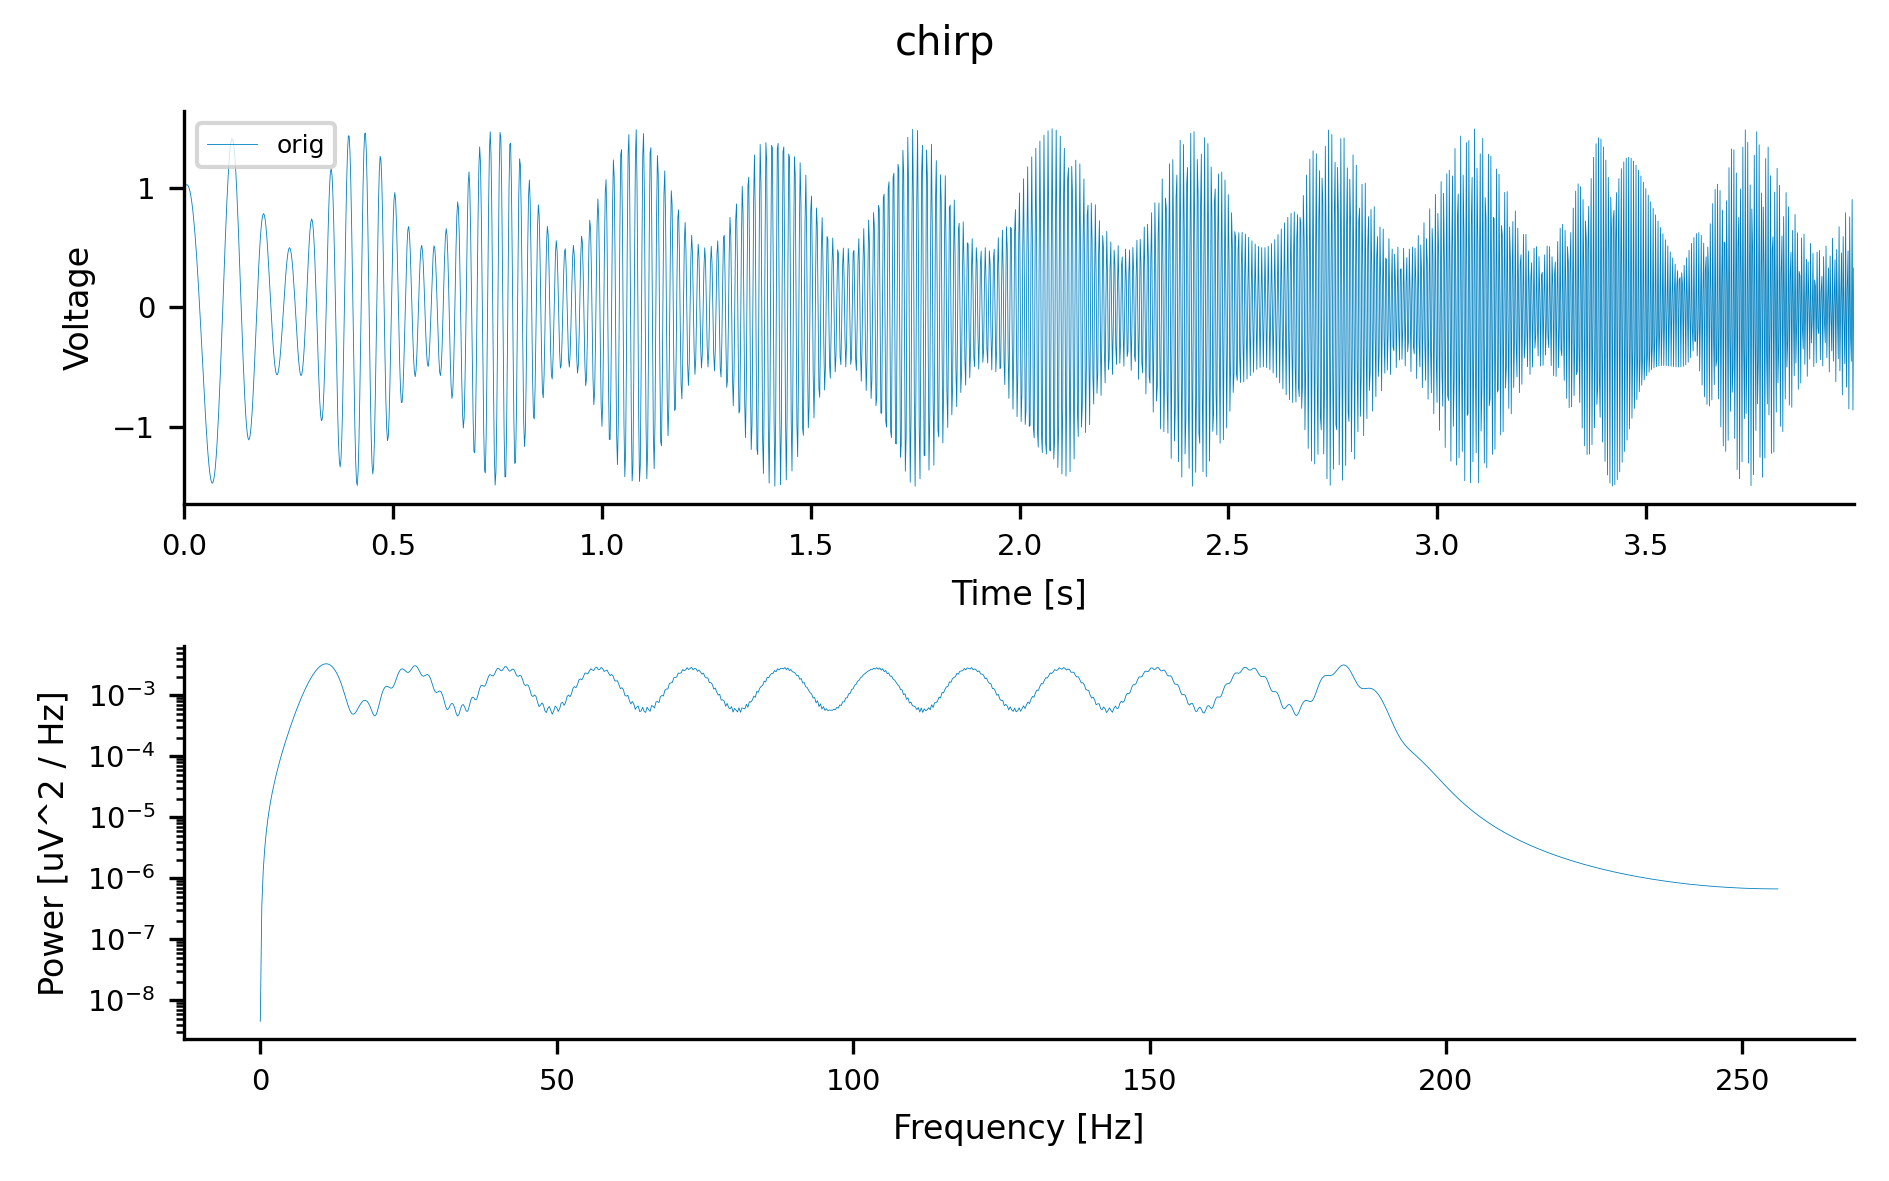 chirp
orig
Voltage
1
0
−1
0.0 0.5 1.0 1.5 2.0 2.5 3.0 3.5
Time [s]
Power [uV^2 / Hz]
10⁻³
10⁻⁴
10⁻⁵
10⁻⁶
10⁻⁷
10⁻⁸
0 50 100 150 200 250
Frequency [Hz]